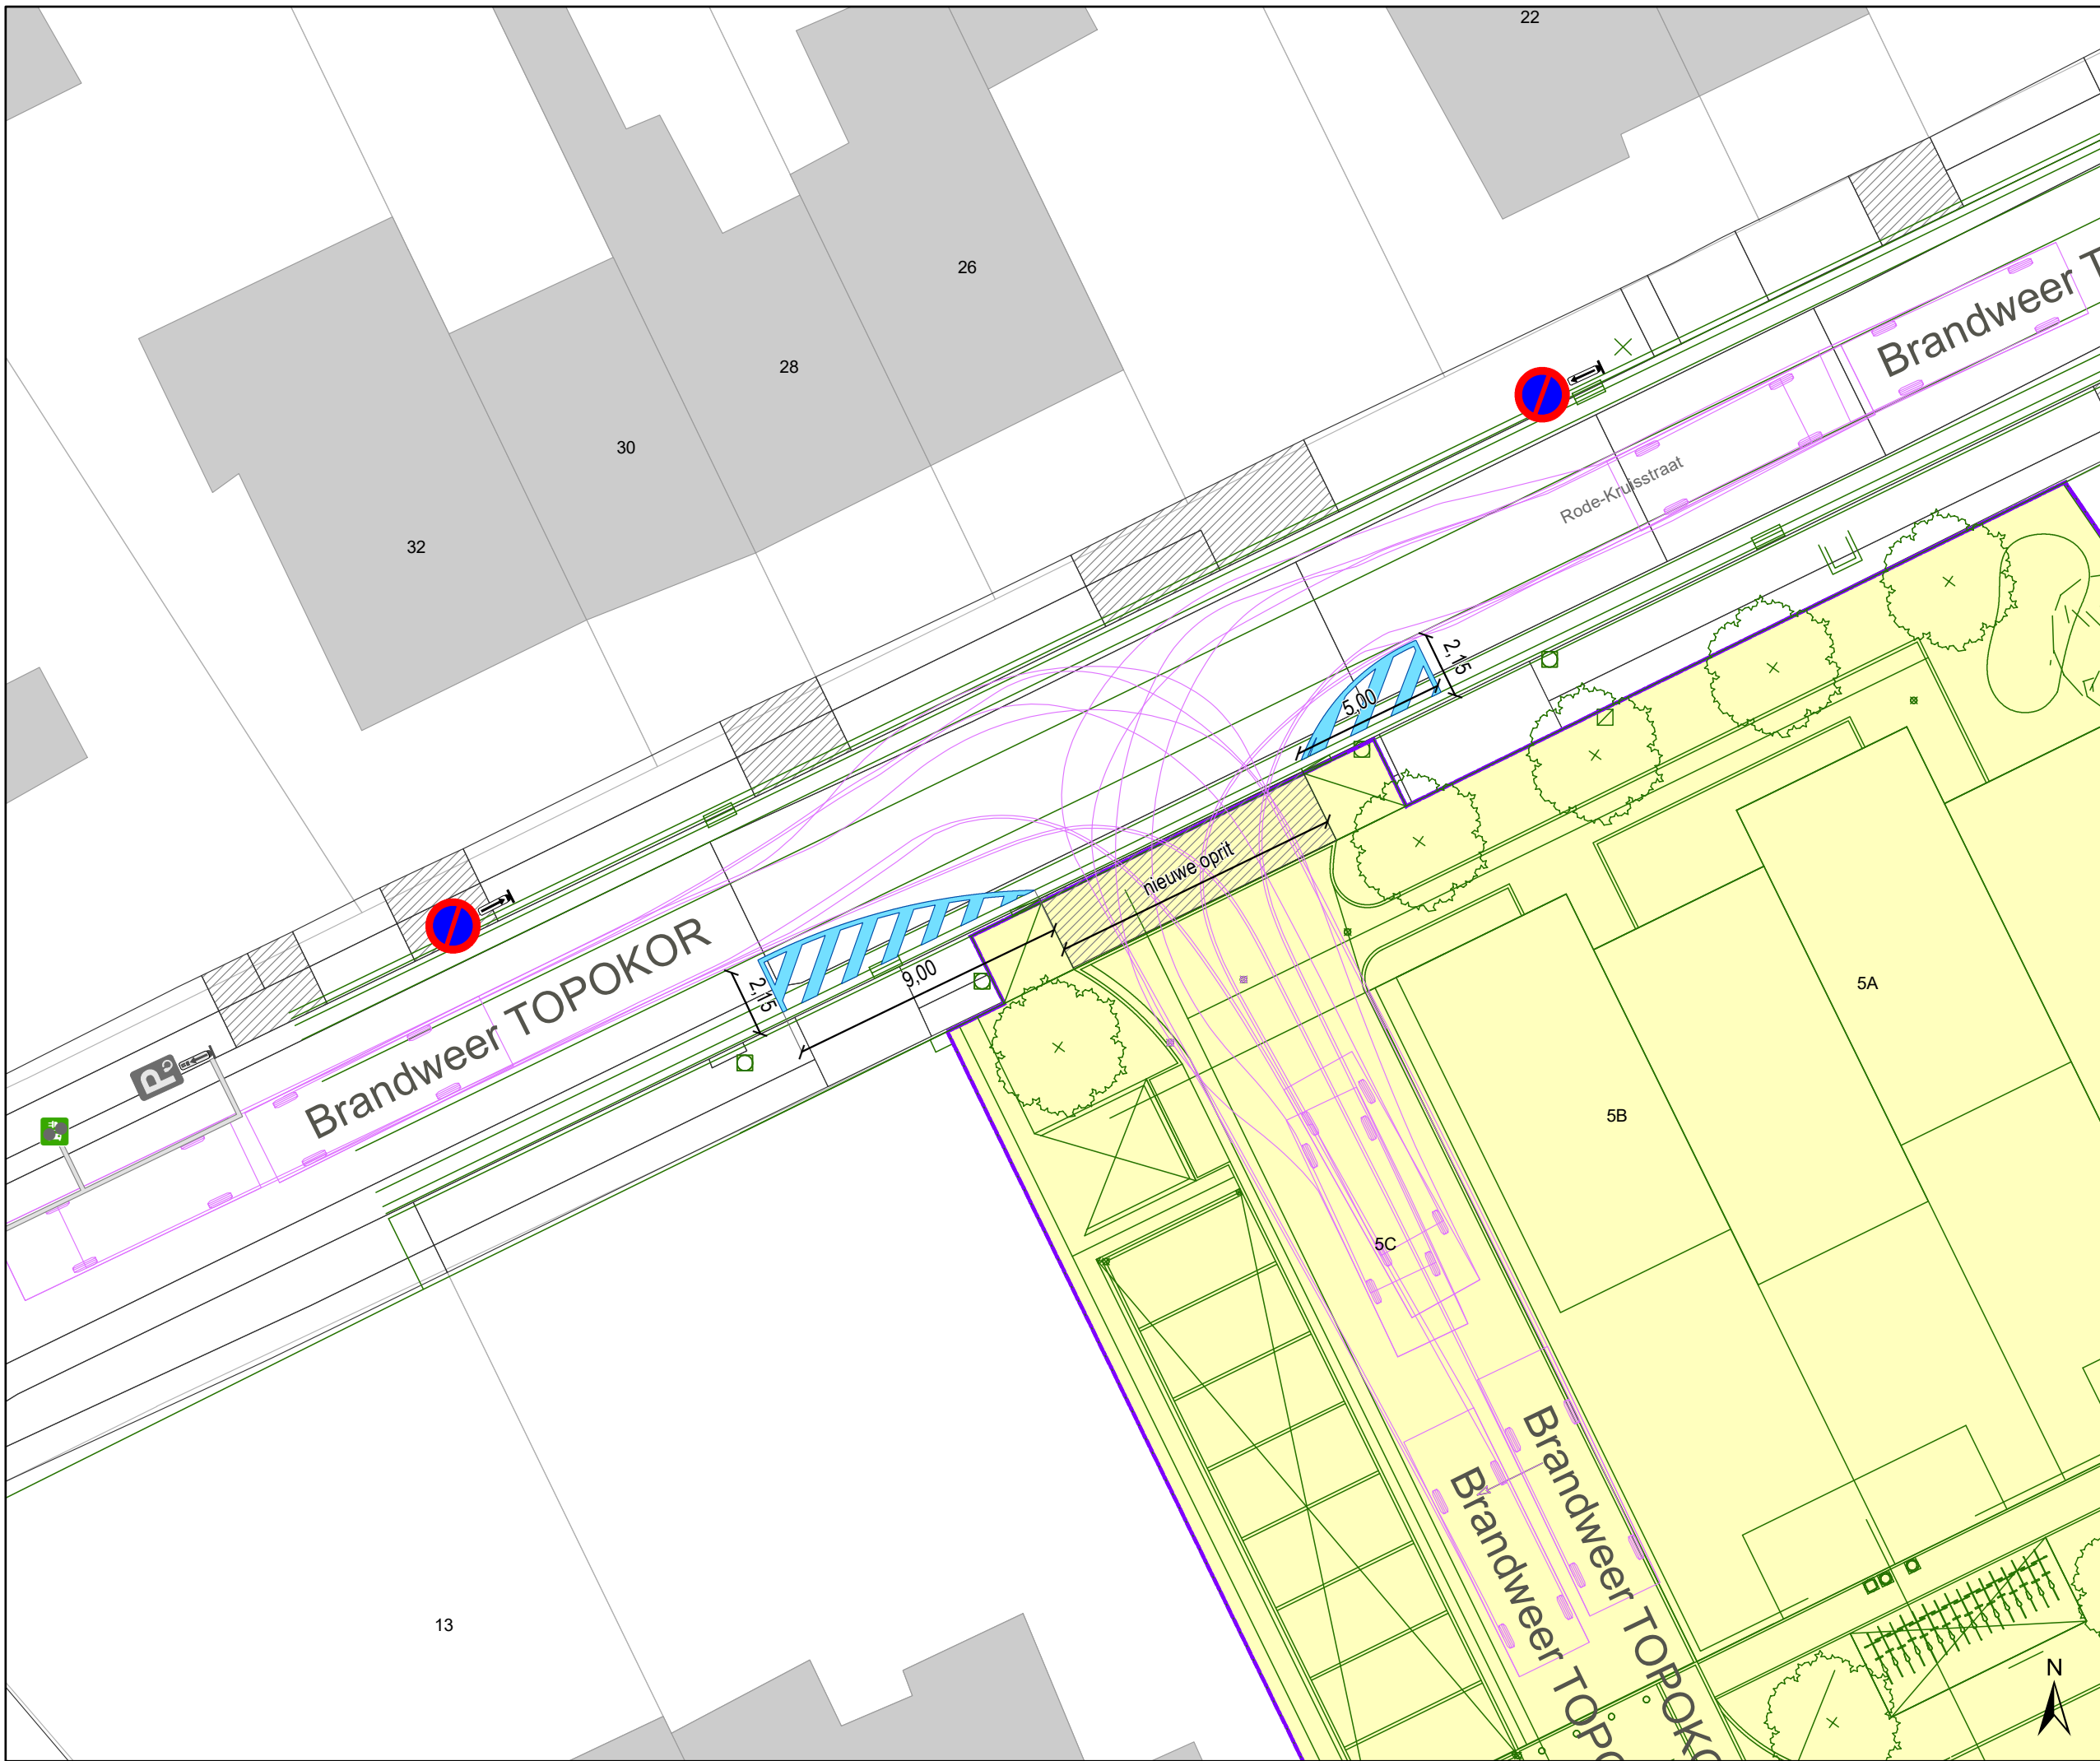 22
26
28
30
32
Brandweer T
Rode-Kruisstraat
2,15
5,00
nieuwe oprit
9,00
2,15
Brandweer TOPOKOR
5A
5B
5C
13
Brandweer TOPOKO
Brandweer TOPO
N